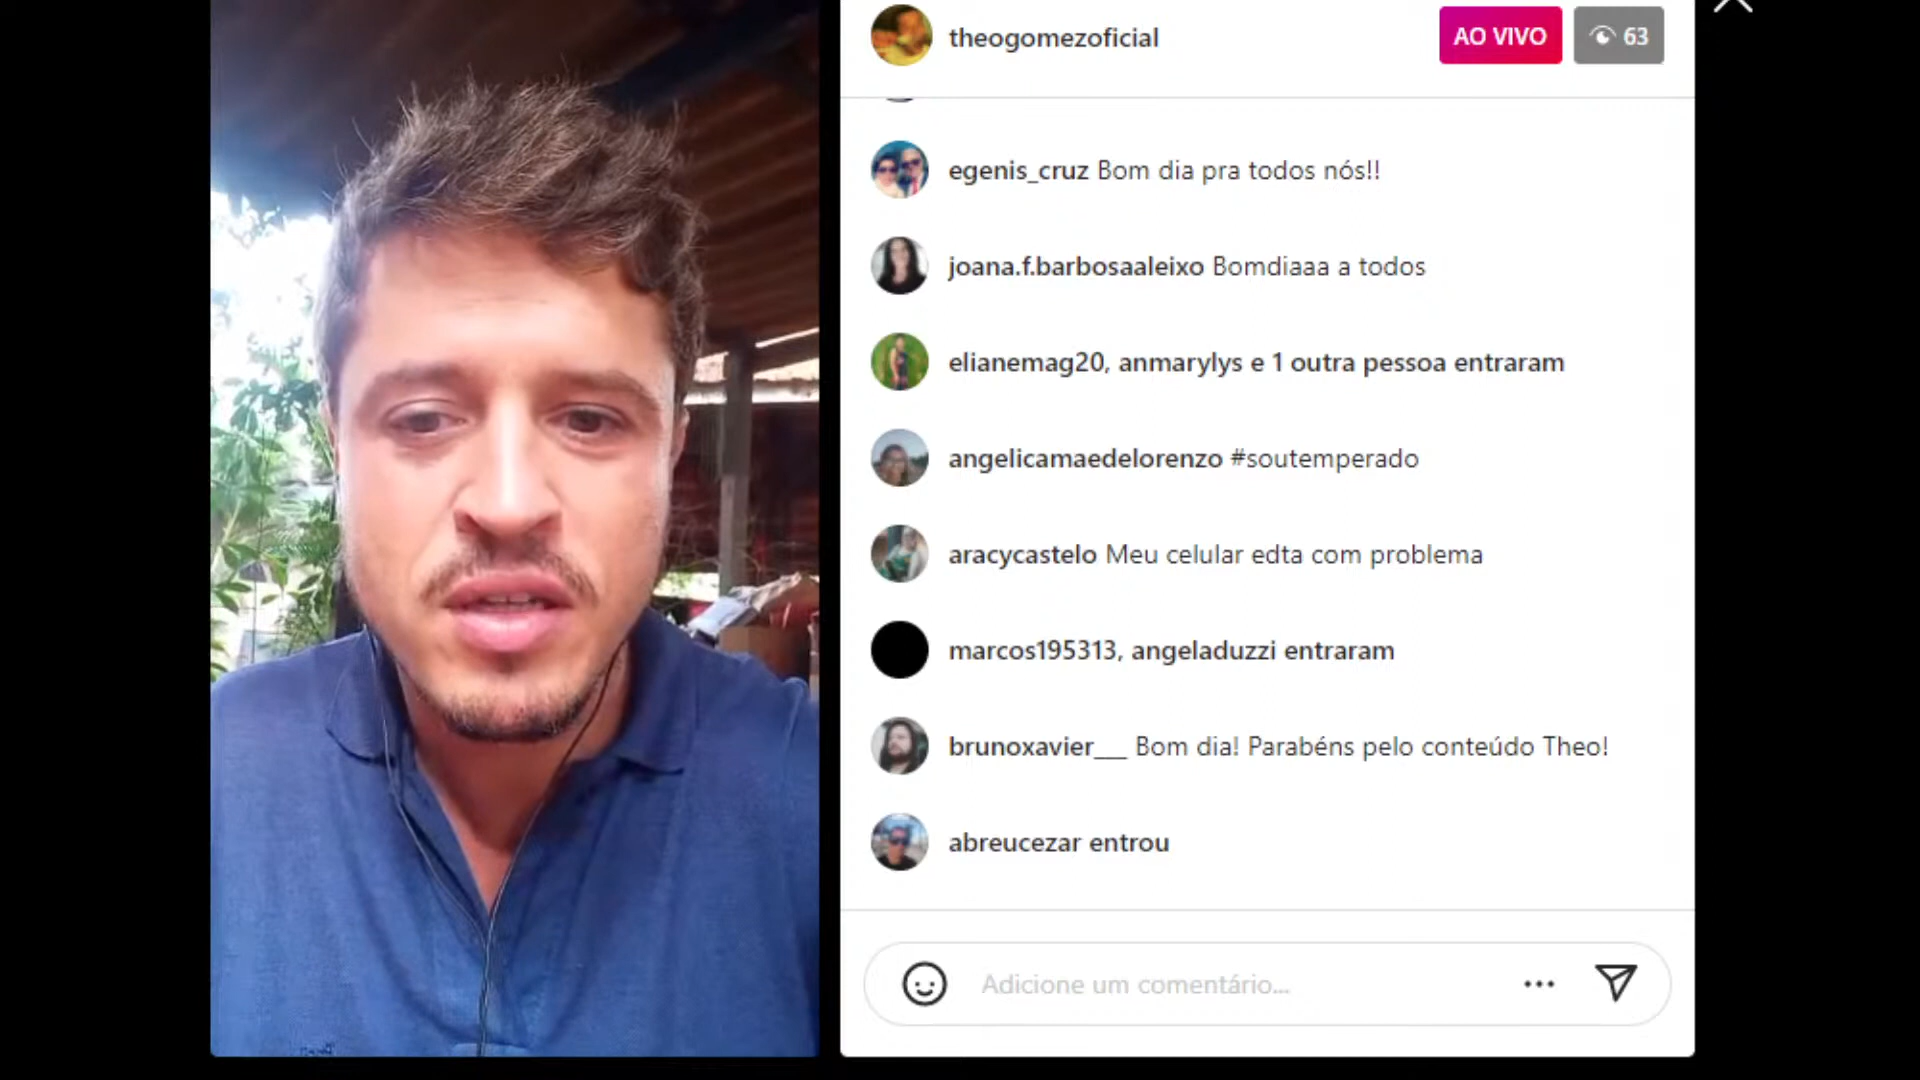 theogomezoficial
AO VIVO
63
egenis_cruz Bom dia pra todos nós!!
joana.f.barbosaaleixo Bomdiaaa a todos
elianemag20, anmarylys e 1 outra pessoa entraram
angelicamaedelorenzo #soutemperado
aracycastelo Meu celular edta com problema
marcos195313, angeladuzzi entraram
brunoxavier___ Bom dia! Parabéns pelo conteúdo Theo!
abreucezar entrou
Adicione um comentário...